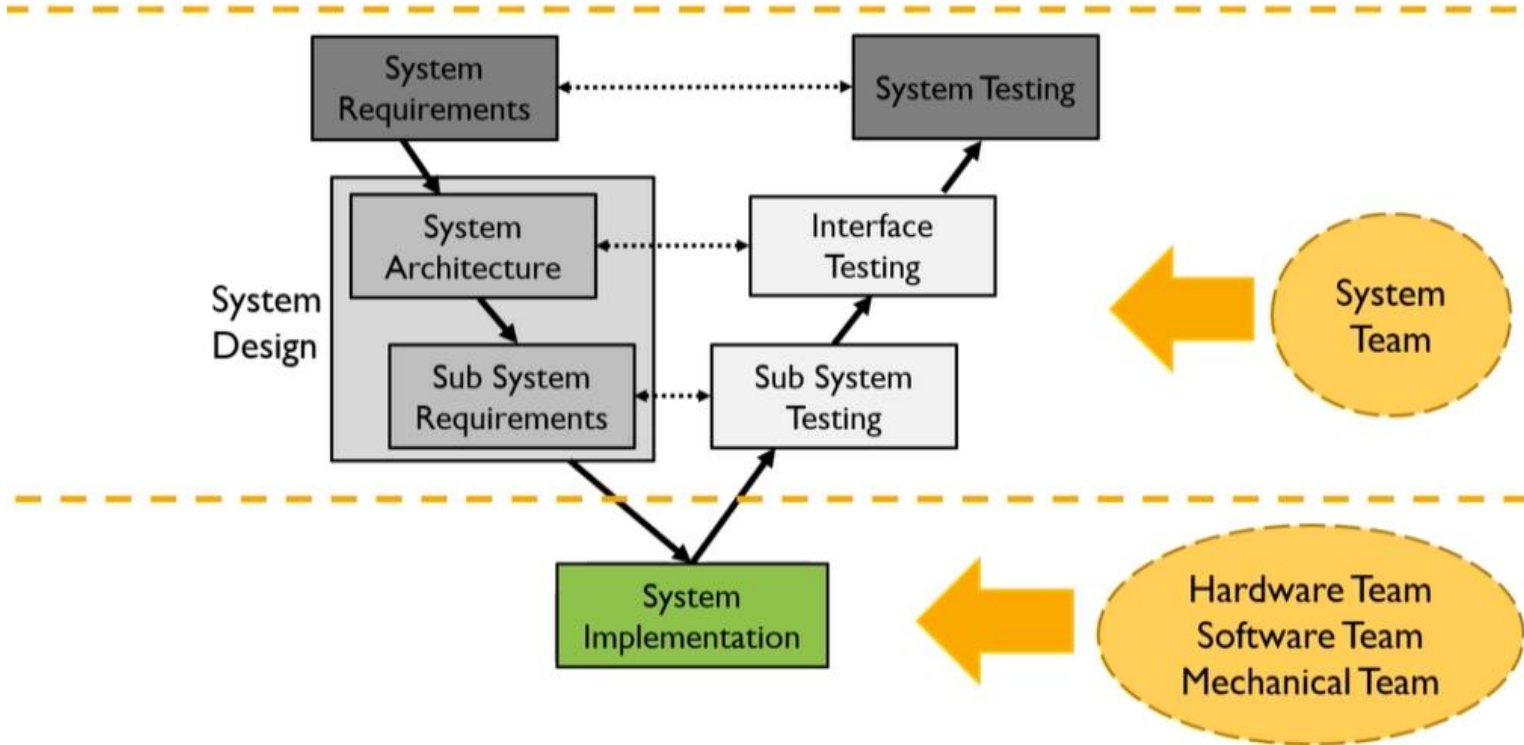 System
Requirements
System Testing
System
Architecture
Interface
Testing
System
Design
Sub System
Requirements
Sub System
Testing
System
Team
System
Implementation
Hardware Team
Software Team
Mechanical Team